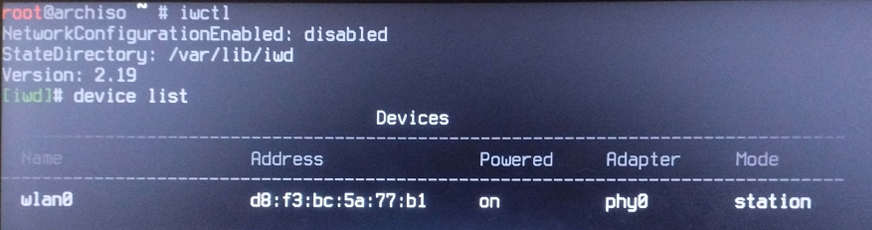 root@archiso ~ # iwctl
NetworkConfigurationEnabled: disabled
StateDirectory: /var/lib/iwd
Version: 2.19
[iwd]# device list
Devices
Name Address Powered Adapter Mode
wlan0 d8:f3:bc:5a:77:b1 on phy0 station